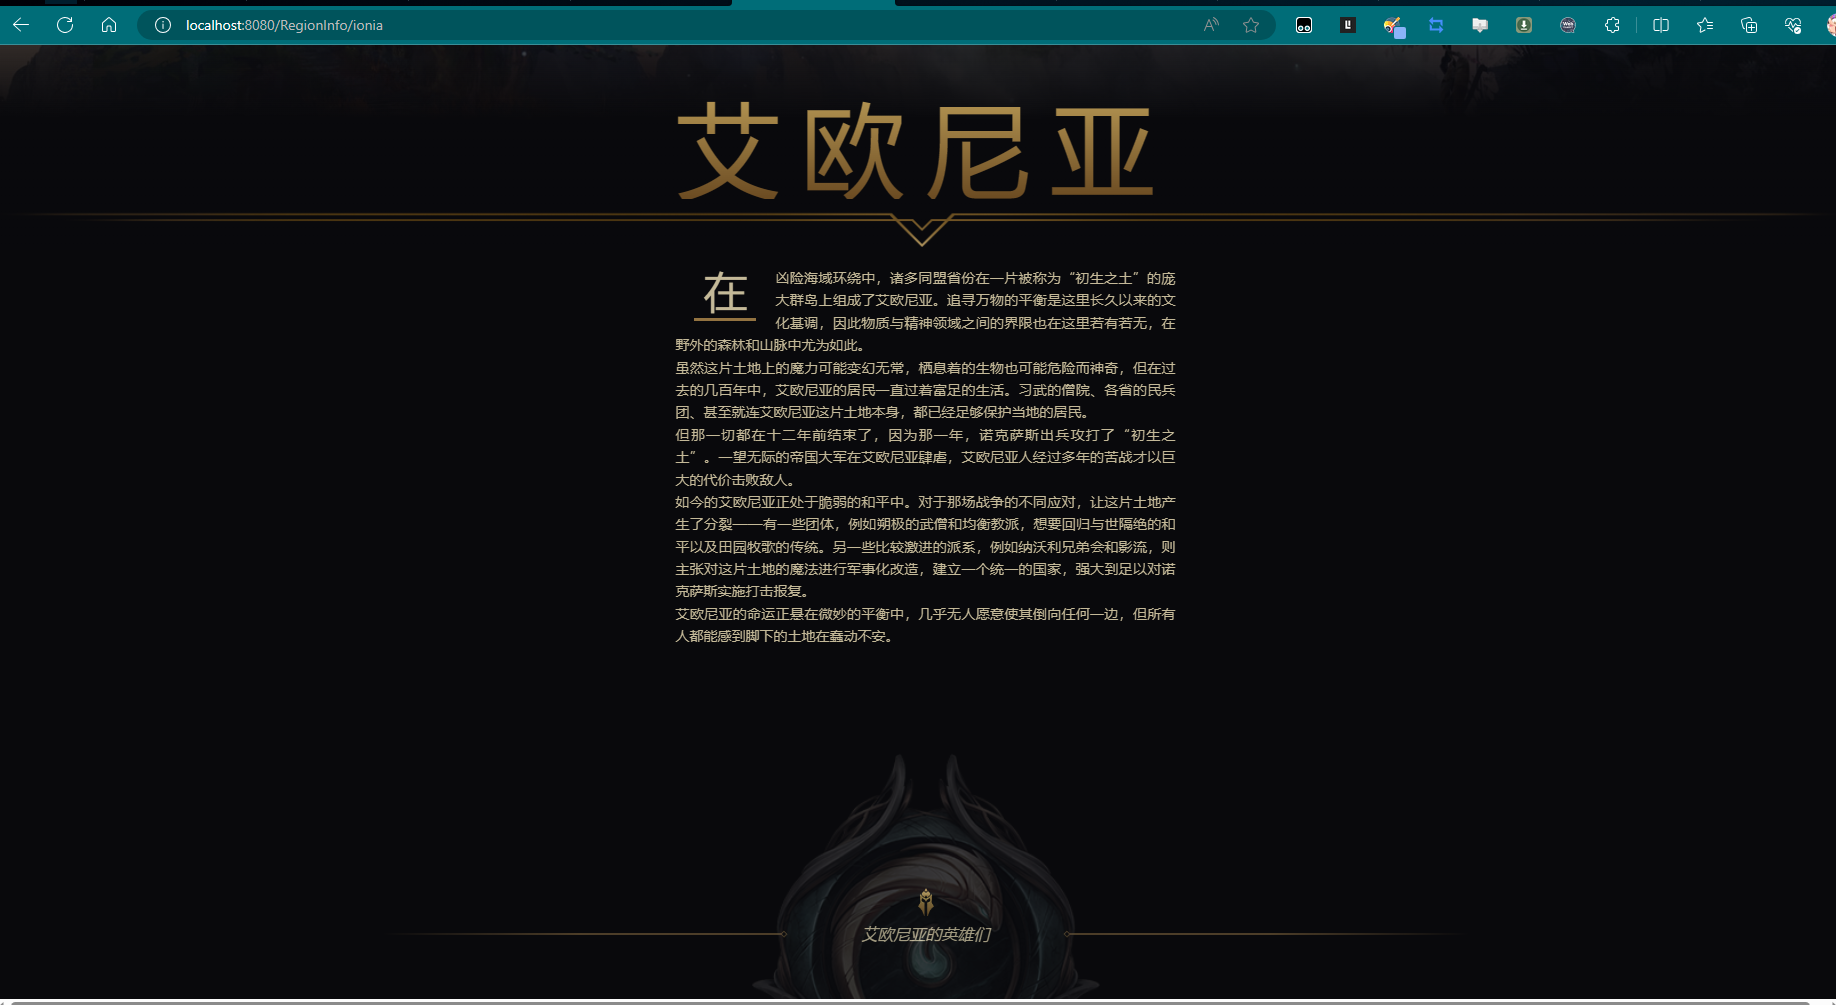 localhost:8080/RegionInfo/ionia
艾欧尼亚
在
凶险海域环绕中，诸多同盟省份在一片被称为“初生之土”的庞
大群岛上组成了艾欧尼亚。追寻万物的平衡是这里长久以来的文
化基调，因此物质与精神领域之间的界限也在这里若有若无，在
野外的森林和山脉中尤为如此。
虽然这片土地上的魔力可能变幻无常，栖息着的生物也可能危险而神奇，但在过
去的几百年中，艾欧尼亚的居民一直过着富足的生活。习武的僧院、各省的民兵
团、甚至就连艾欧尼亚这片土地本身，都已经足够保护当地的居民。
但那一切都在十二年前结束了，因为那一年，诺克萨斯出兵攻打了“初生之
土”。一望无际的帝国大军在艾欧尼亚肆虐，艾欧尼亚人经过多年的苦战才以巨
大的代价击败敌人。
如今的艾欧尼亚正处于脆弱的和平中。对于那场战争的不同应对，让这片土地产
生了分裂——有一些团体，例如朔极的武僧和均衡教派，想要回归与世隔绝的和
平以及田园牧歌的传统。另一些比较激进的派系，例如纳沃利兄弟会和影流，则
主张对这片土地的魔法进行军事化改造，建立一个统一的国家，强大到足以对诺
克萨斯实施打击报复。
艾欧尼亚的命运正悬在微妙的平衡中，几乎无人愿意使其倒向任何一边，但所有
人都能感到脚下的土地在蠢动不安。
艾欧尼亚的英雄们